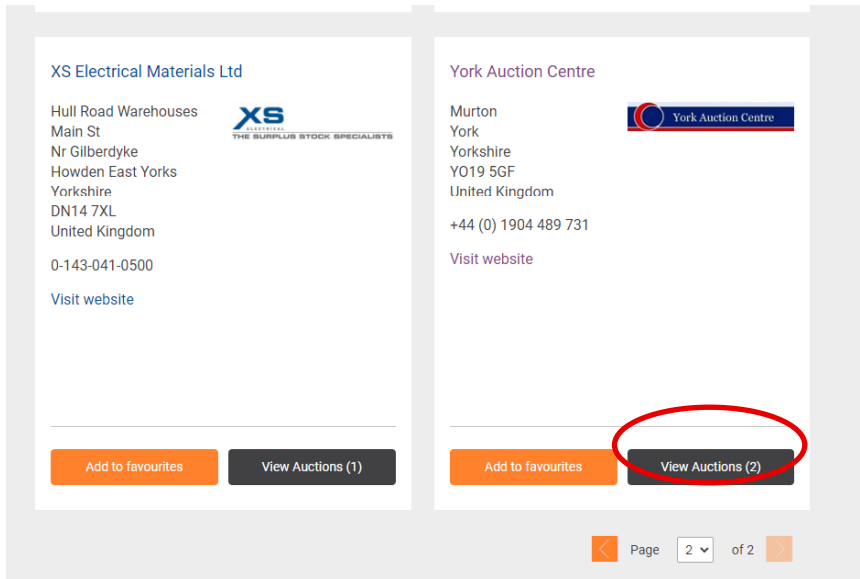 XS Electrical Materials Ltd
Hull Road Warehouses
Main St
Nr Gilberdyke
Howden East Yorks
Yorkshire
DN14 7XL
United Kingdom
0-143-041-0500
Visit website
XS
ELECTRICAL
THE SURPLUS STOCK SPECIALISTS
Add to favourites
View Auctions (1)
York Auction Centre
Murton
York
Yorkshire
YO19 5GF
United Kingdom
+44 (0) 1904 489 731
Visit website
York Auction Centre
Add to favourites
View Auctions (2)
Page 2 of 2